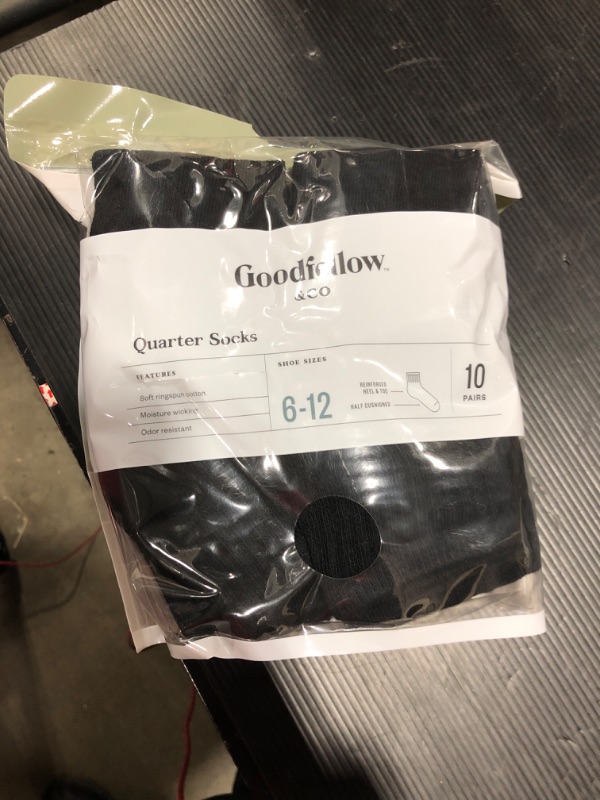 Goodfellow™
&CO
Quarter Socks
FEATURES
Soft ringspun cotton
Moisture wicking
Odor resistant
SHOE SIZES
6-12
REINFORCED
HEEL & TOE
HALF CUSHIONED
10
PAIRS